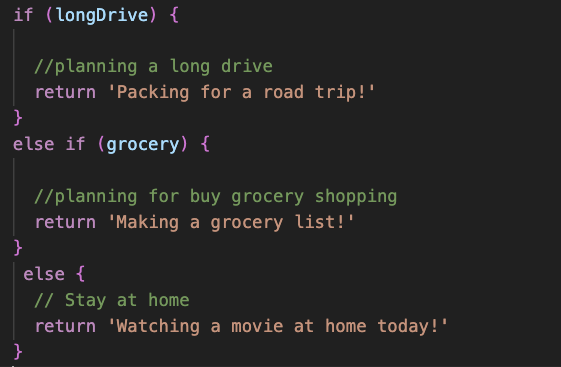 if (longDrive) {
//planning a long drive
return 'Packing for a road trip!'
}
else if (grocery) {
//planning for buy grocery shopping
return 'Making a grocery list!'
}
else {
// Stay at home
return 'Watching a movie at home today!'
}